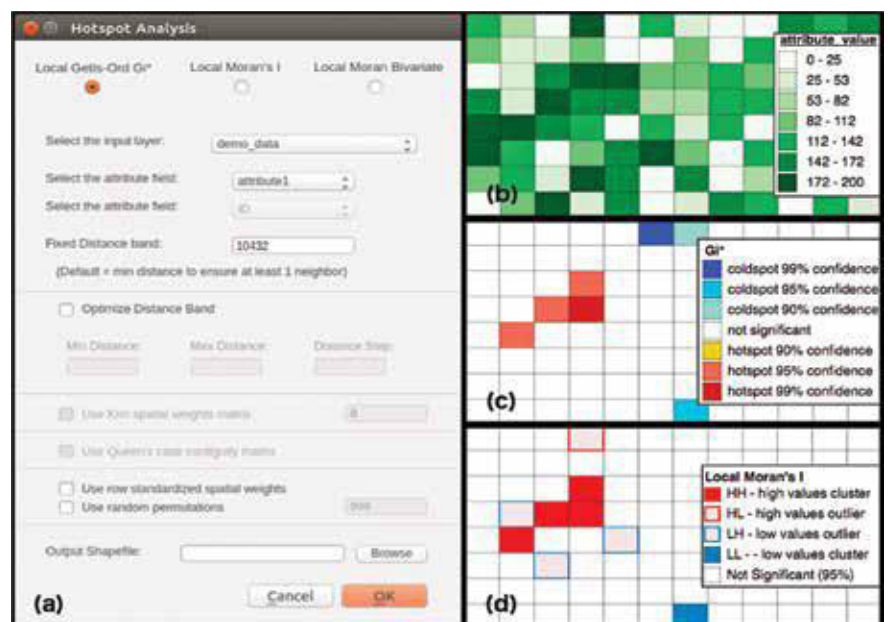 Hotspot Analysis
Local Getis-Ord Gi*
Local Moran's I
Local Moran Bivariate
Select the input layer:
demo_data
Select the attribute field:
attribute1
Select the attribute field:
ID
Fixed Distance band:
10432
(Default = min distance to ensure at least 1 neighbor)
Optimize Distance Band
Min Distance:
Max Distance:
Distance Step:
Use Knn spatial weights matrix
8
Use Queen's case contiguity matrix
Use row standardized spatial weights
Use random permutations
999
Output Shapefile:
Browse
Cancel
OK
(a)
attribute_value
0 - 25
25 - 53
53 - 82
82 - 112
112 - 142
142 - 172
172 - 200
(b)
Gi*
coldspot 99% confidence
coldspot 95% confidence
coldspot 90% confidence
not significant
hotspot 90% confidence
hotspot 95% confidence
hotspot 99% confidence
(c)
Local Moran's I
HH - high values cluster
HL - high values outlier
LH - low values outlier
LL - - low values cluster
Not Significant (95%)
(d)